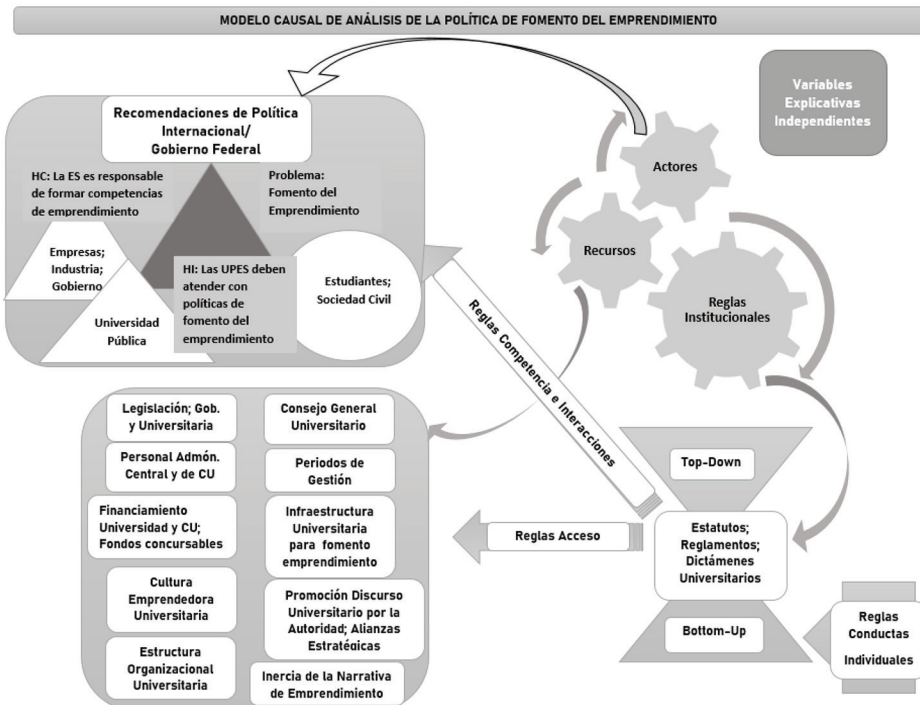 MODELO CAUSAL DE ANÁLISIS DE LA POLÍTICA DE FOMENTO DEL EMPRENDIMIENTO
Variables
Explicativas
Independientes
Recomendaciones de Política
Internacional/
Gobierno Federal
HC: La ES es responsable
de formar competencias
de emprendimiento
Problema:
Fomento del
Emprendimiento
Empresas;
Industria;
Gobierno
Universidad
Pública
HI: Las UPES deben
atender con
políticas de
fomento del
emprendimiento
Estudiantes;
Sociedad Civil
Actores
Recursos
Reglas
Institucionales
Reglas Competencia e Interacciones
Legislación; Gob.
y Universitaria
Consejo General
Universitario
Personal Admón.
Central y de CU
Periodos de
Gestión
Financiamiento
Universidad y CU;
Fondos concursables
Infraestructura
Universitaria
para fomento
emprendimiento
Cultura
Emprendedora
Universitaria
Promoción Discurso
Universitario por la
Autoridad; Alianzas
Estratégicas
Estructura
Organizacional
Universitaria
Inercia de la Narrativa
de Emprendimiento
Reglas Acceso
Top-Down
Estatutos;
Reglamentos;
Dictámenes
Universitarios
Bottom-Up
Reglas
Conductas
Individuales